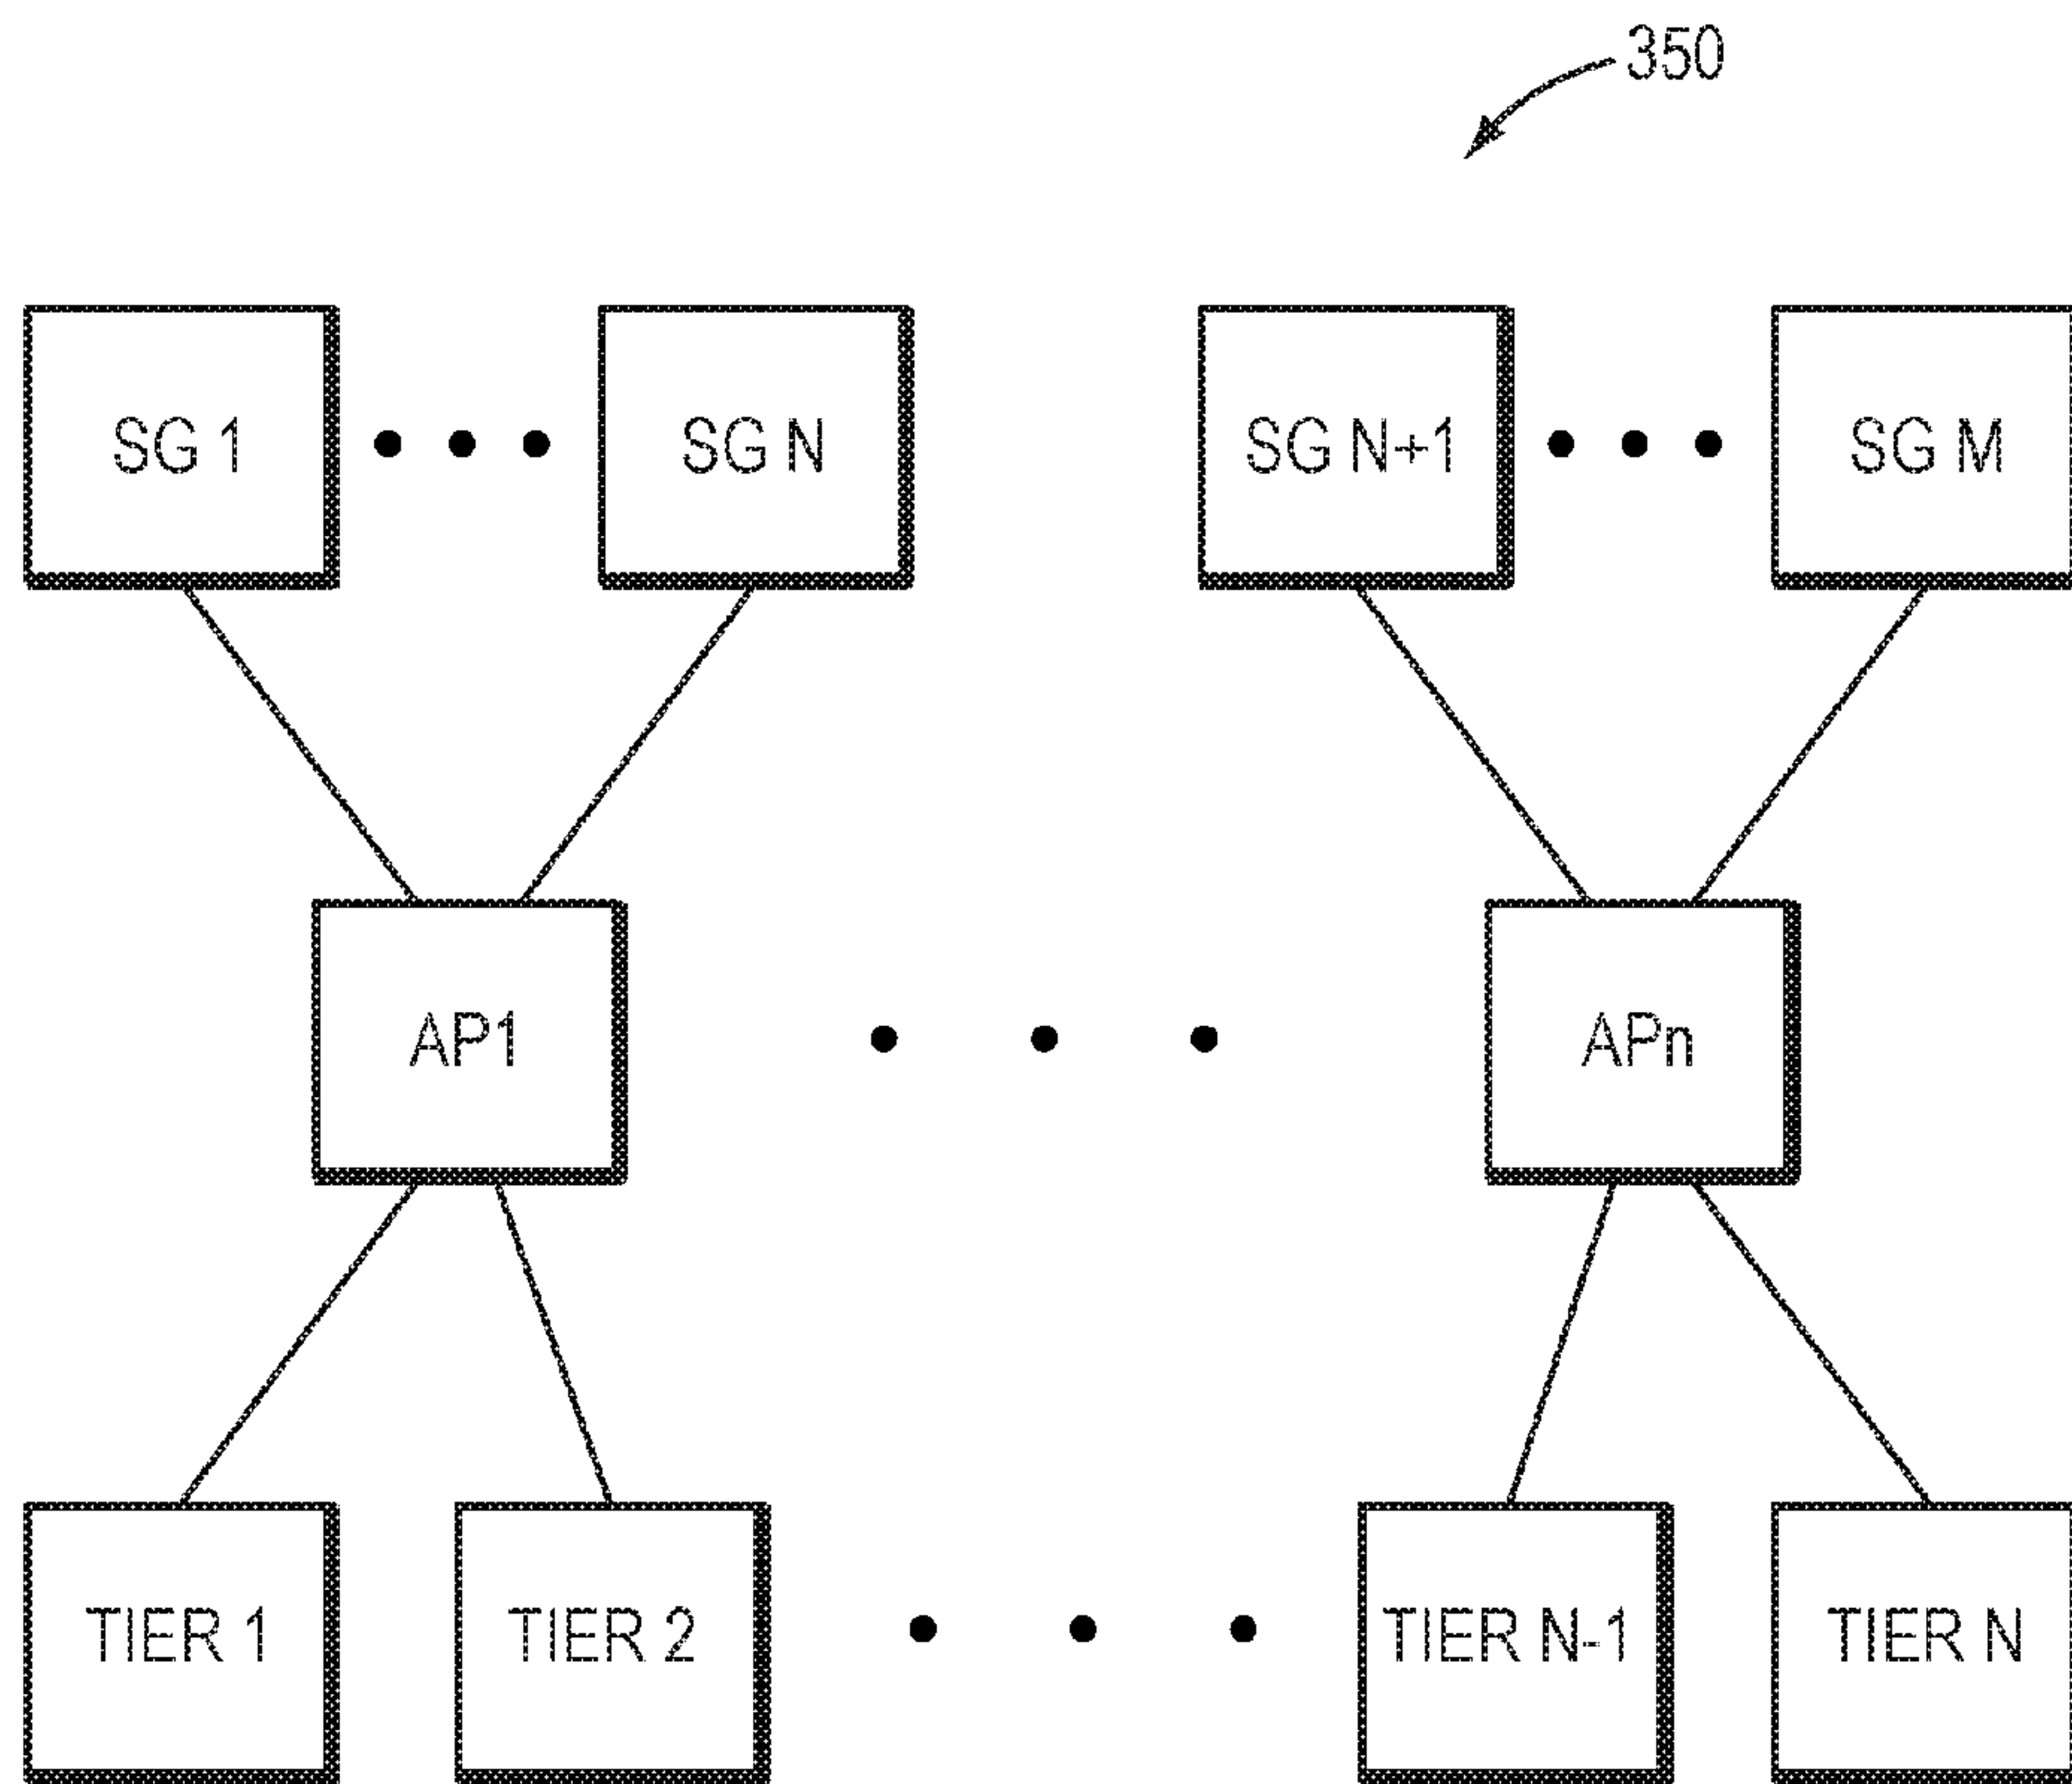 350
SG 1
SG N
SG N+1
SG M
AP1
APn
TIER 1
TIER 2
TIER N-1
TIER N